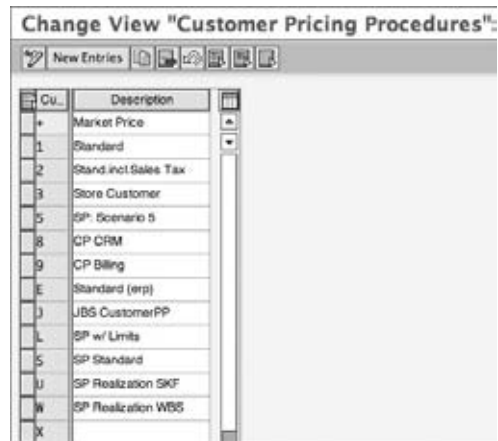 Change View "Customer Pricing Procedures":
New Entries
Cu.. Description
+ Market Price
1 Standard
2 Stand.incl.Sales Tax
3 Store Customer
5 SP: Scenario 5
8 CP CRM
9 CP Billing
E Standard (erp)
J JBS CustomerPP
L SP w/ Limits
S SP Standard
U SP Realization SKF
W SP Realization WBS
X